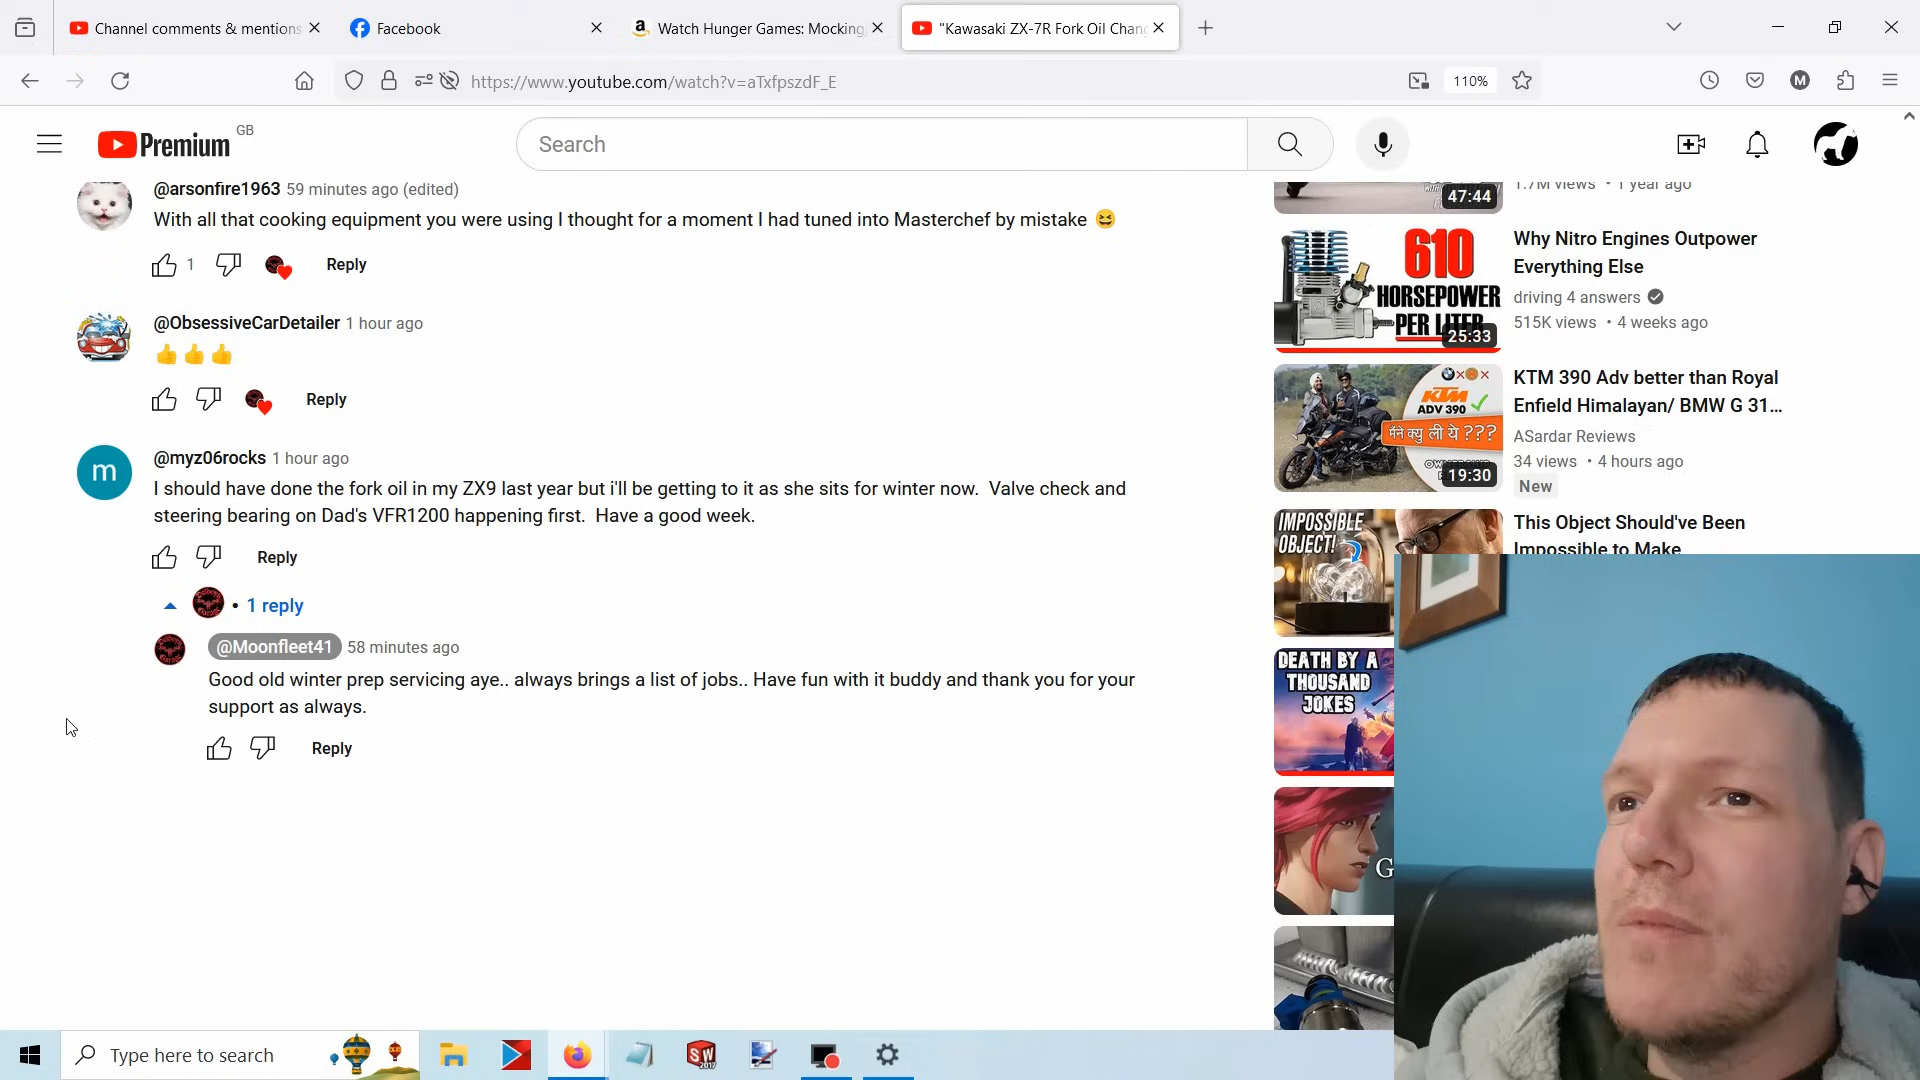 Channel comments & mentions
Facebook
Watch Hunger Games: Mocking
"Kawasaki ZX-7R Fork Oil Chan
https://www.youtube.com/watch?v=aTxfpszdF_E
110%
M
Premium
GB
Search
@arsonfire1963 59 minutes ago (edited)
With all that cooking equipment you were using I thought for a moment I had tuned into Masterchef by mistake 😆
1
Reply
@ObsessiveCarDetailer 1 hour ago
👍👍👍
Reply
m
@myz06rocks 1 hour ago
I should have done the fork oil in my ZX9 last year but i'll be getting to it as she sits for winter now.  Valve check and
steering bearing on Dad's VFR1200 happening first.  Have a good week.
Reply
• 1 reply
@Moonfleet41 58 minutes ago
Good old winter prep servicing aye.. always brings a list of jobs.. Have fun with it buddy and thank you for your
support as always.
Reply
47:44
1.7M views • 1 year ago
610
HORSEPOWER
PER LITER
25:33
Why Nitro Engines Outpower
Everything Else
driving 4 answers
515K views • 4 weeks ago
KTM
ADV 390
मैंने क्यु ली ये ???
19:30
KTM 390 Adv better than Royal
Enfield Himalayan/ BMW G 31...
ASardar Reviews
34 views • 4 hours ago
New
IMPOSSIBLE
OBJECT!
This Object Should've Been
Impossible to Make
DEATH BY A
THOUSAND
JOKES
G
Type here to search
SW
2017